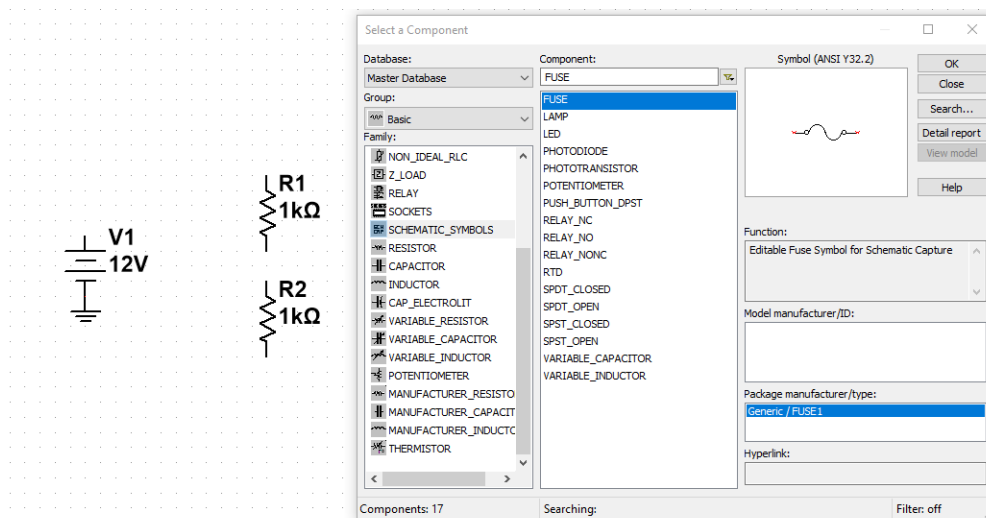 Select a Component
Database:
Master Database
Group:
Basic
Family:
NON_IDEAL_RLC
Z_LOAD
RELAY
SOCKETS
SCHEMATIC_SYMBOLS
RESISTOR
CAPACITOR
INDUCTOR
CAP_ELECTROLIT
VARIABLE_RESISTOR
VARIABLE_CAPACITOR
VARIABLE_INDUCTOR
POTENTIOMETER
MANUFACTURER_RESISTO
MANUFACTURER_CAPACIT
MANUFACTURER_INDUCTC
THERMISTOR
Components: 17
Component:
FUSE
FUSE
LAMP
LED
PHOTODIODE
PHOTOTRANSISTOR
POTENTIOMETER
PUSH_BUTTON_DPST
RELAY_NC
RELAY_NO
RELAY_NONC
RTD
SPDT_CLOSED
SPDT_OPEN
SPST_CLOSED
SPST_OPEN
VARIABLE_CAPACITOR
VARIABLE_INDUCTOR
Searching:
Symbol (ANSI Y32.2)
OK
Close
Search...
Detail report
View model
Help
Function:
Editable Fuse Symbol for Schematic Capture
Model manufacturer/ID:
Package manufacturer/type:
Generic / FUSE1
Hyperlink:
Filter: off
V1
12V
R1
1kΩ
R2
1kΩ